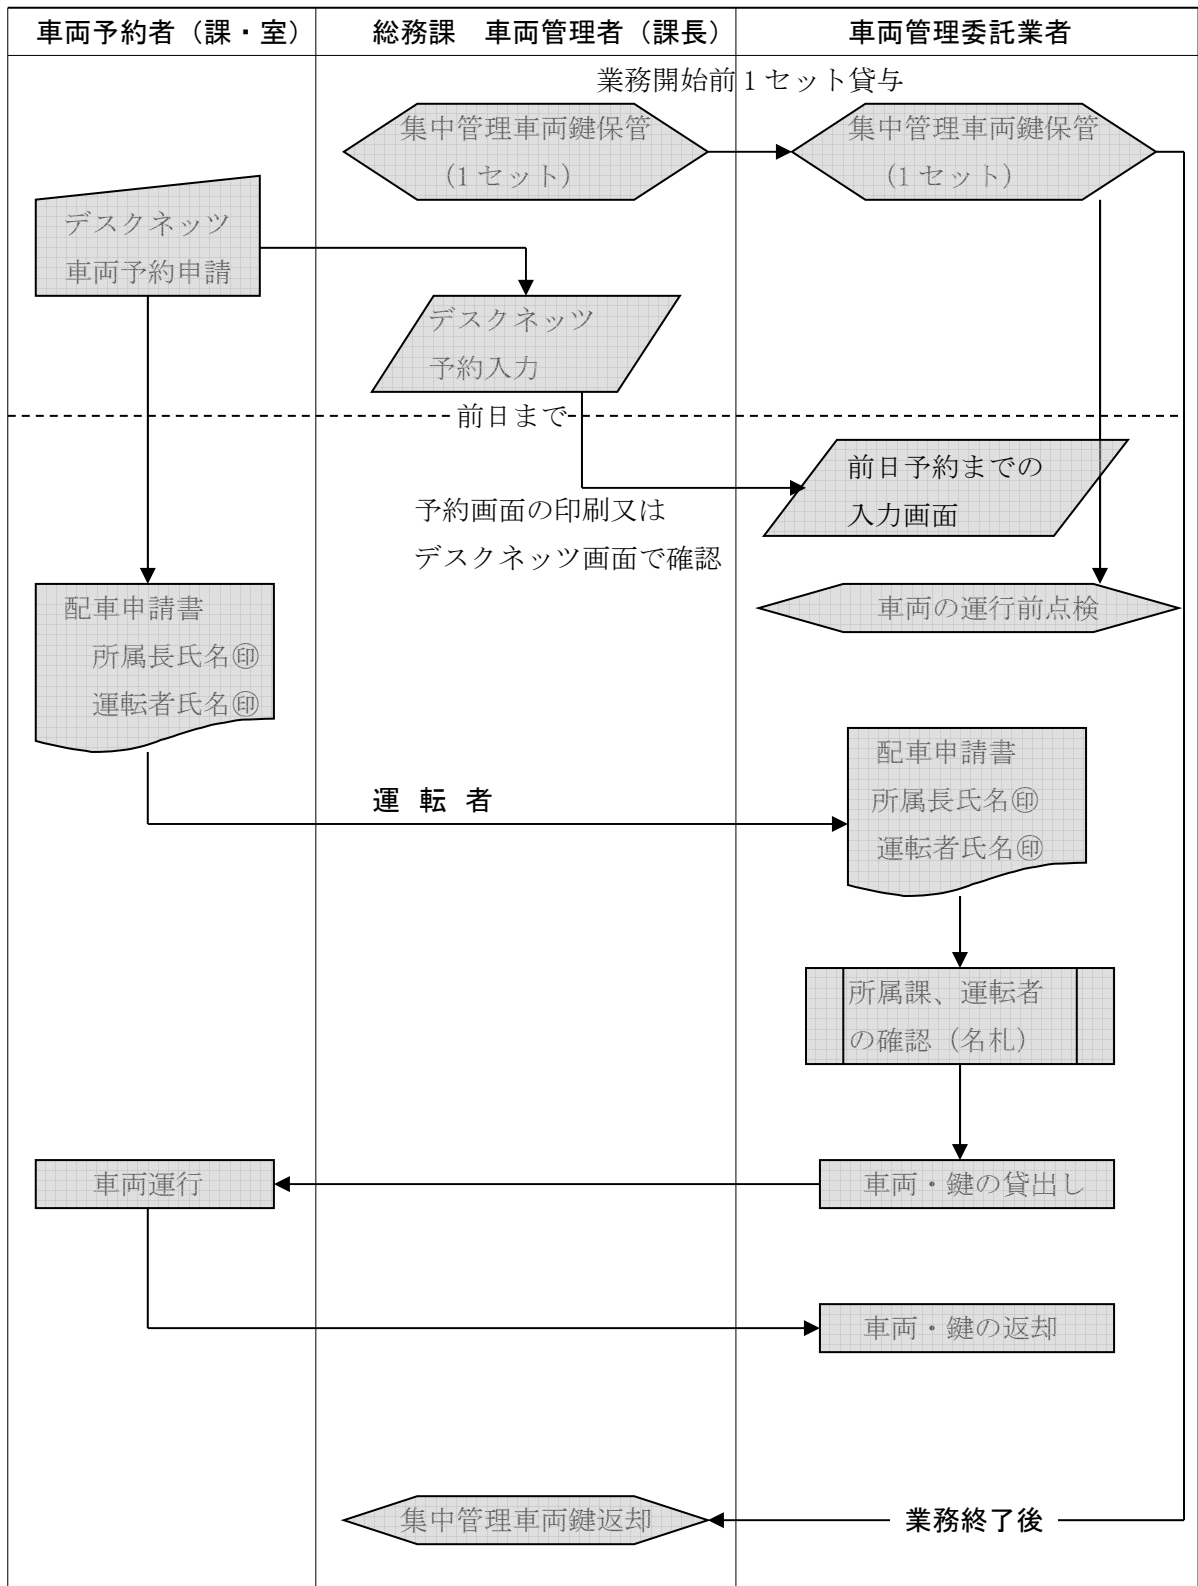 車両予約者（課・室）
総務課　車両管理者（課長）
車両管理委託業者
業務開始前１セット貸与
集中管理車両鍵保管
（1 セット）
集中管理車両鍵保管
（1 セット）
デスクネッツ
車両予約申請
デスクネッツ
予約入力
前日まで
前日予約までの
入力画面
予約画面の印刷又は
デスクネッツ画面で確認
配車申請書
所属長氏名㊞
運転者氏名㊞
車両の運行前点検
運 転 者
配車申請書
所属長氏名㊞
運転者氏名㊞
所属課、運転者
の確認（名札）
車両運行
車両・鍵の貸出し
車両・鍵の返却
集中管理車両鍵返却
業務終了後